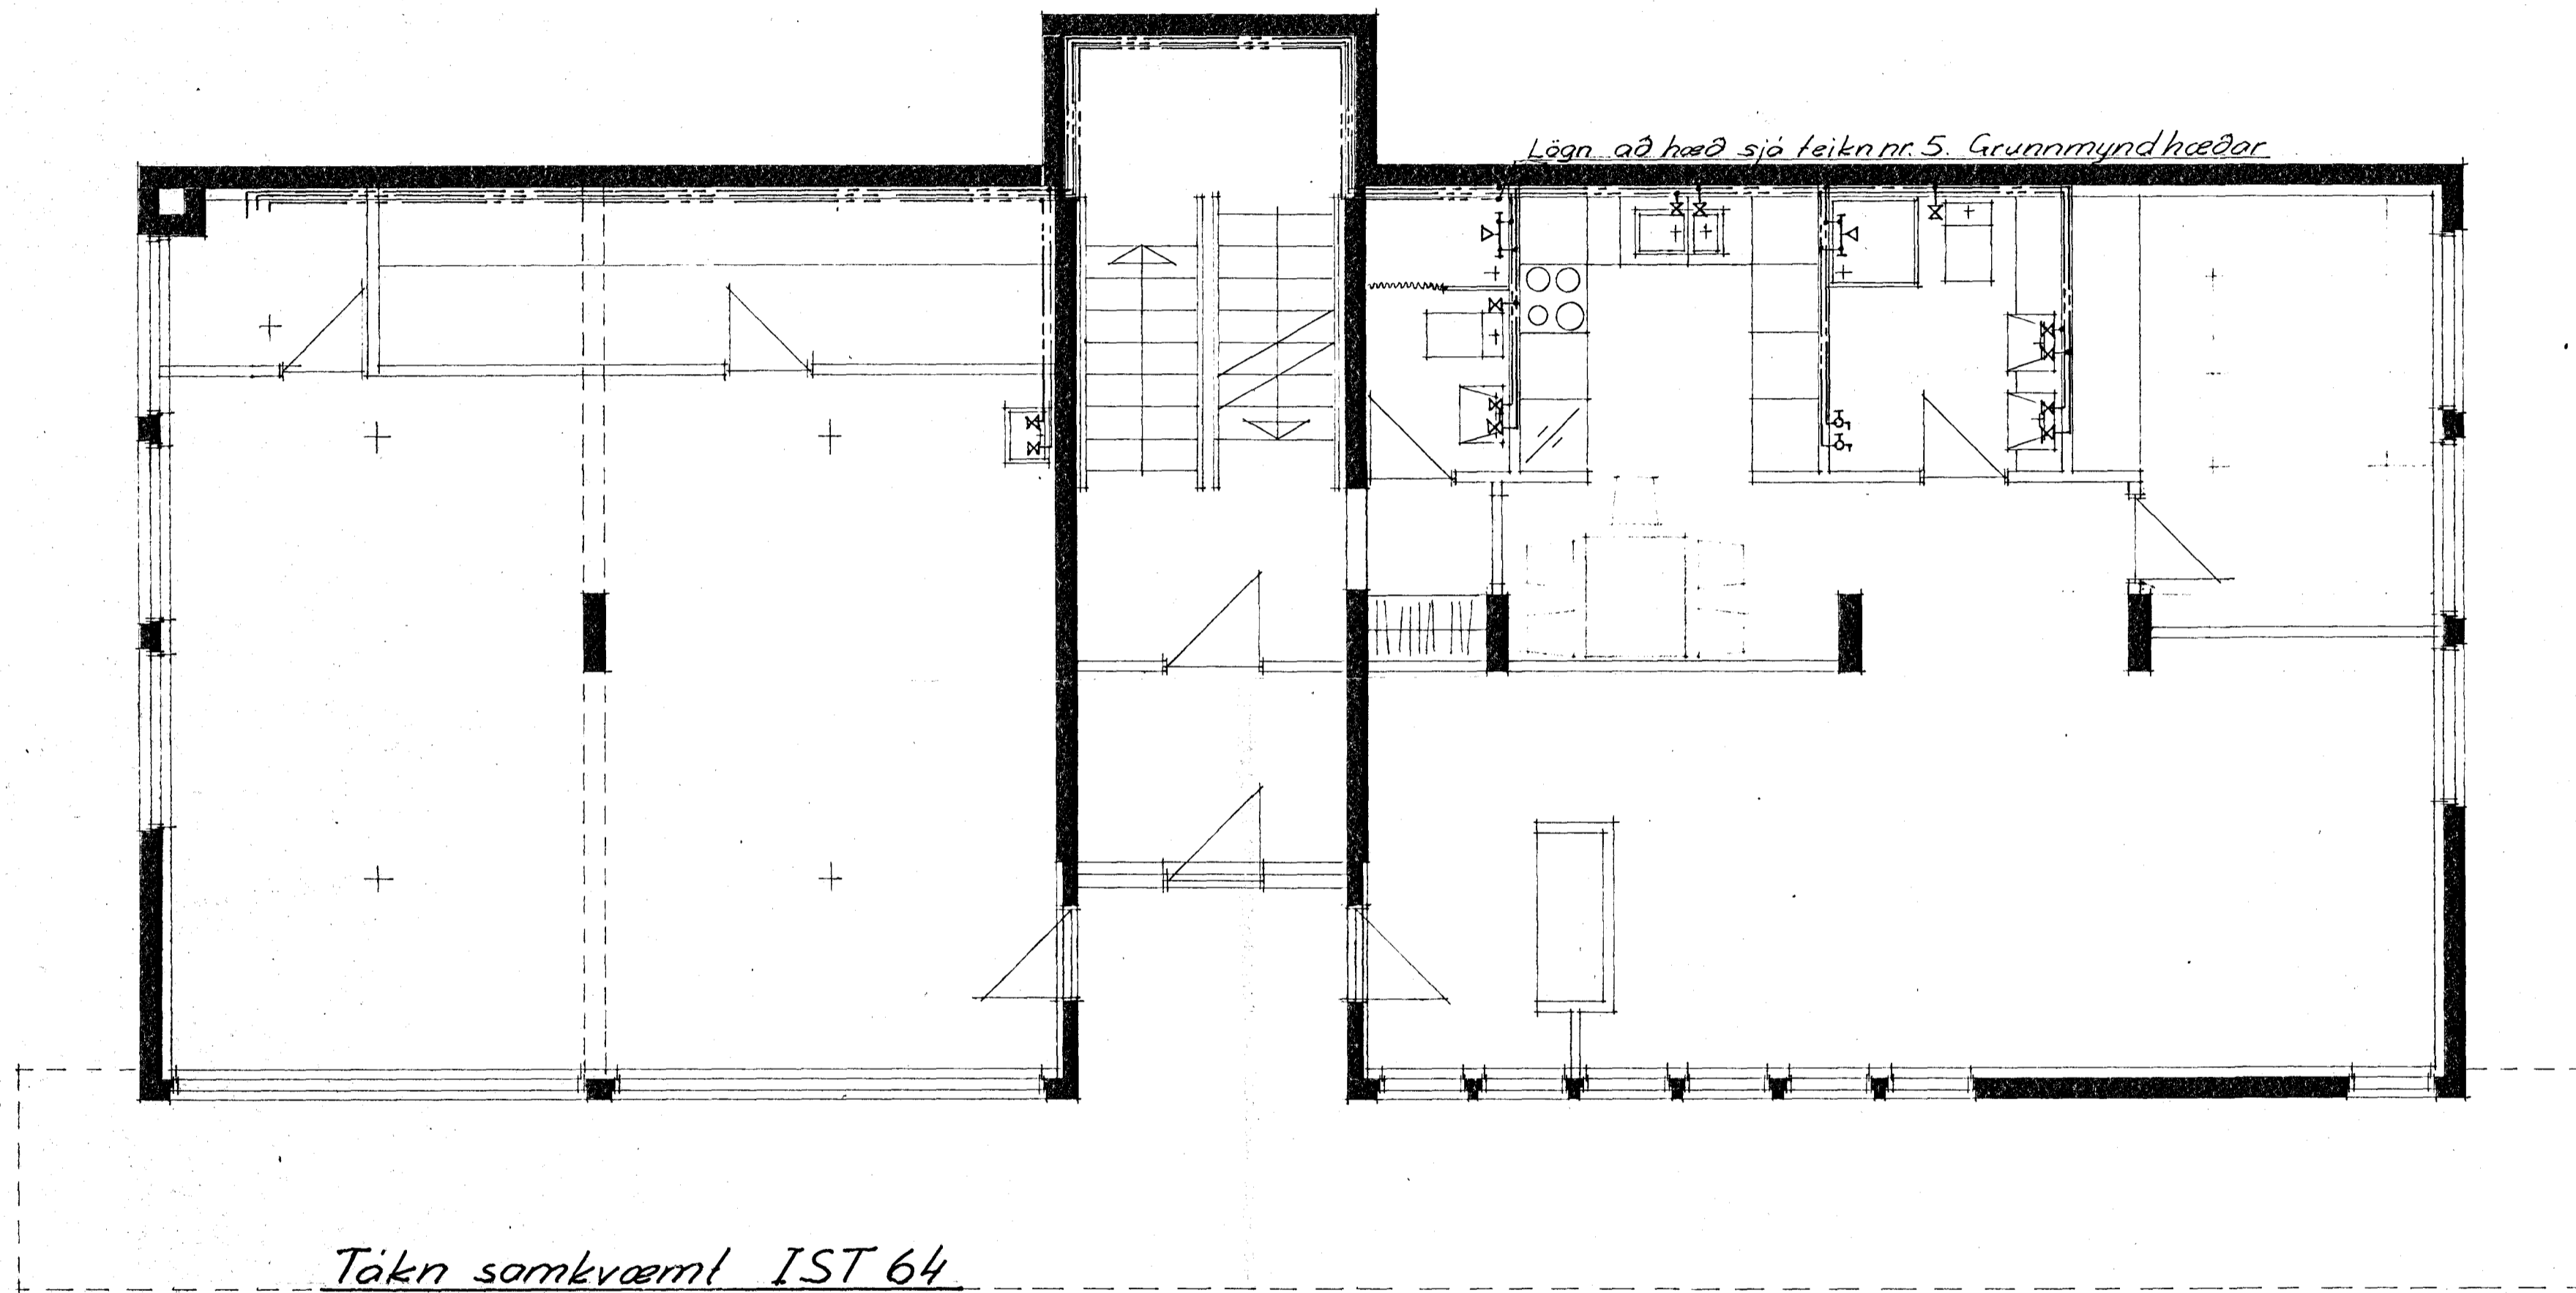 Lögn að hæð sjá teikn nr. 5. Grunnmynd hæðar
Tákn samkvæmt IST 64